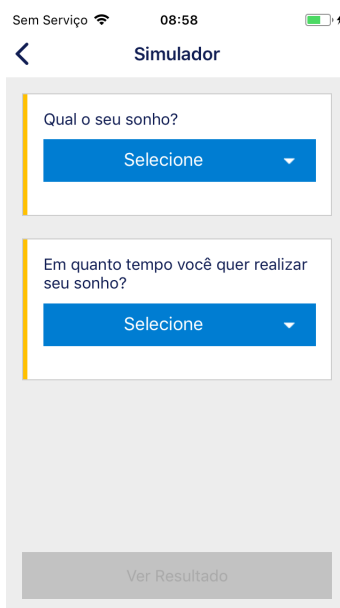 Sem Serviço 08:58
Simulador
Qual o seu sonho?
Selecione
Em quanto tempo você quer realizar
seu sonho?
Selecione
Ver Resultado